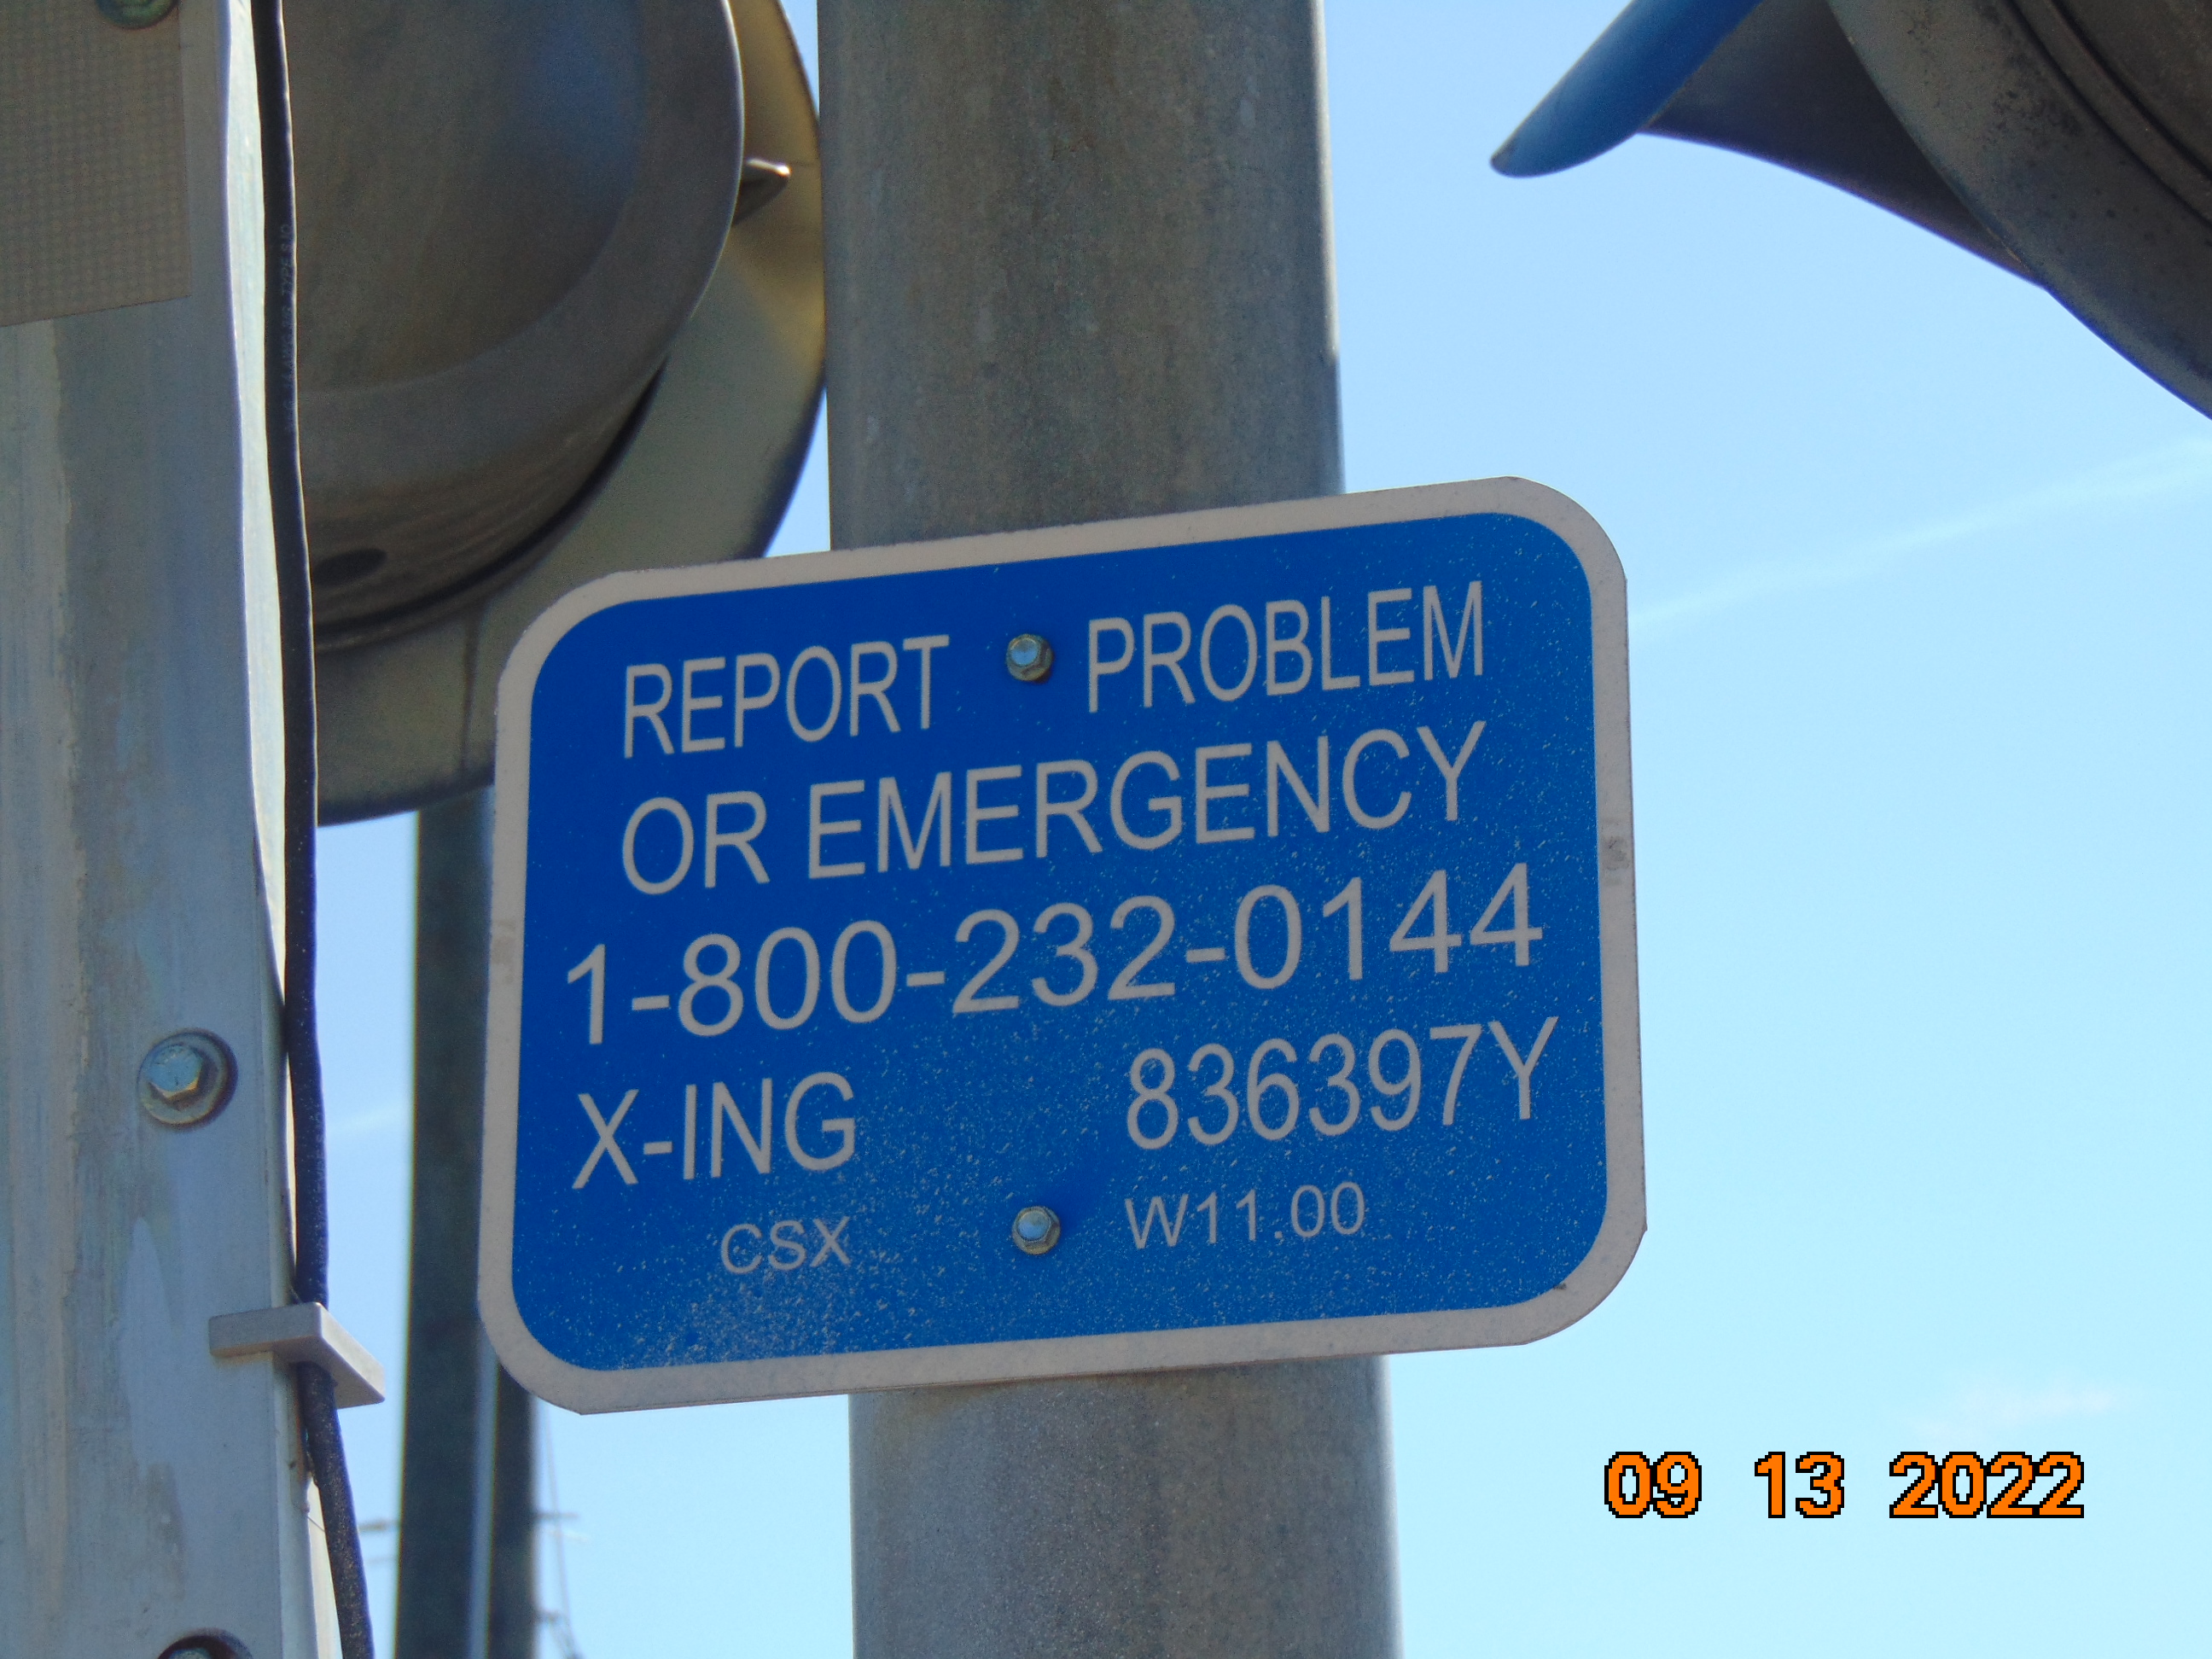 REPORT PROBLEM
OR EMERGENCY
1-800-232-0144
X-ING 836397Y
CSX W11.00
09 13 2022